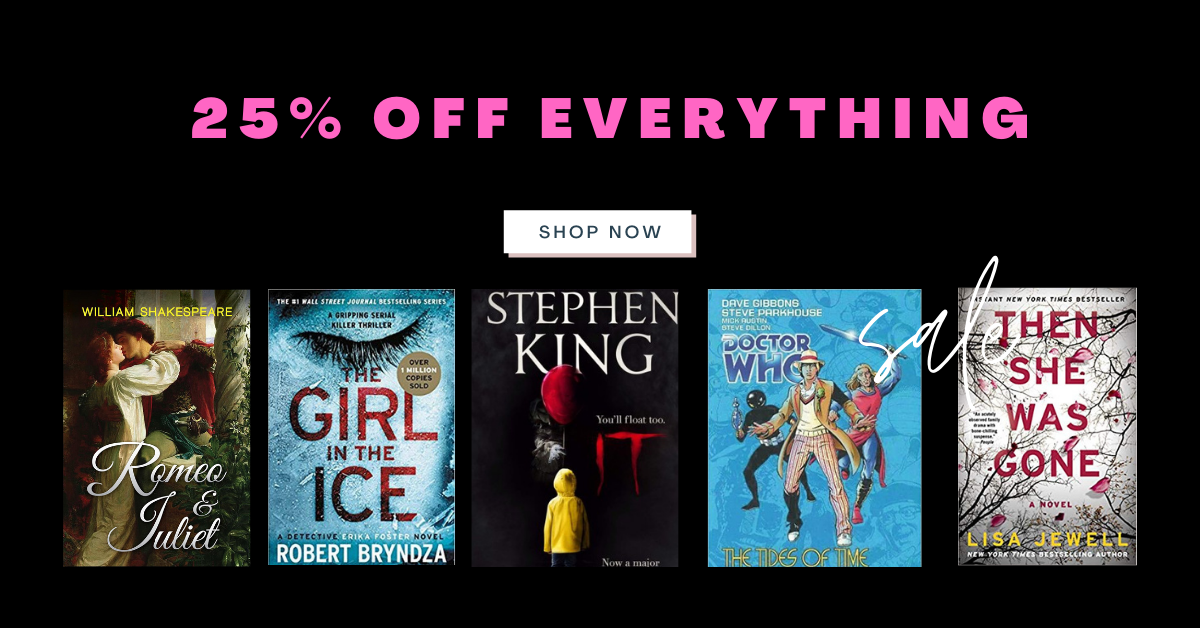 25% OFF EVERYTHING
SHOP NOW
sale
WILLIAM SHAKESPEARE
Romeo
&
Juliet
THE #1 WALL STREET JOURNAL BESTSELLING SERIES
A GRIPPING SERIAL
KILLER THRILLER
OVER
1 MILLION
COPIES
SOLD
THE
GIRL
IN THE
ICE
A DETECTIVE ERIKA FOSTER NOVEL
ROBERT BRYNDZA
STEPHEN
KING
You'll float too.
IT
Now a major
DAVE GIBBONS
STEVE PARKHOUSE
MICK AUSTIN
STEVE DILLON
DOCTOR
WHO
THE TIDES OF TIME
INSTANT NEW YORK TIMES BESTSELLER
THEN
SHE
WAS
GONE
"An acutely
observed family
drama with
bone-chilling
suspense."
People
A NOVEL
LISA JEWELL
NEW YORK TIMES BESTSELLING AUTHOR